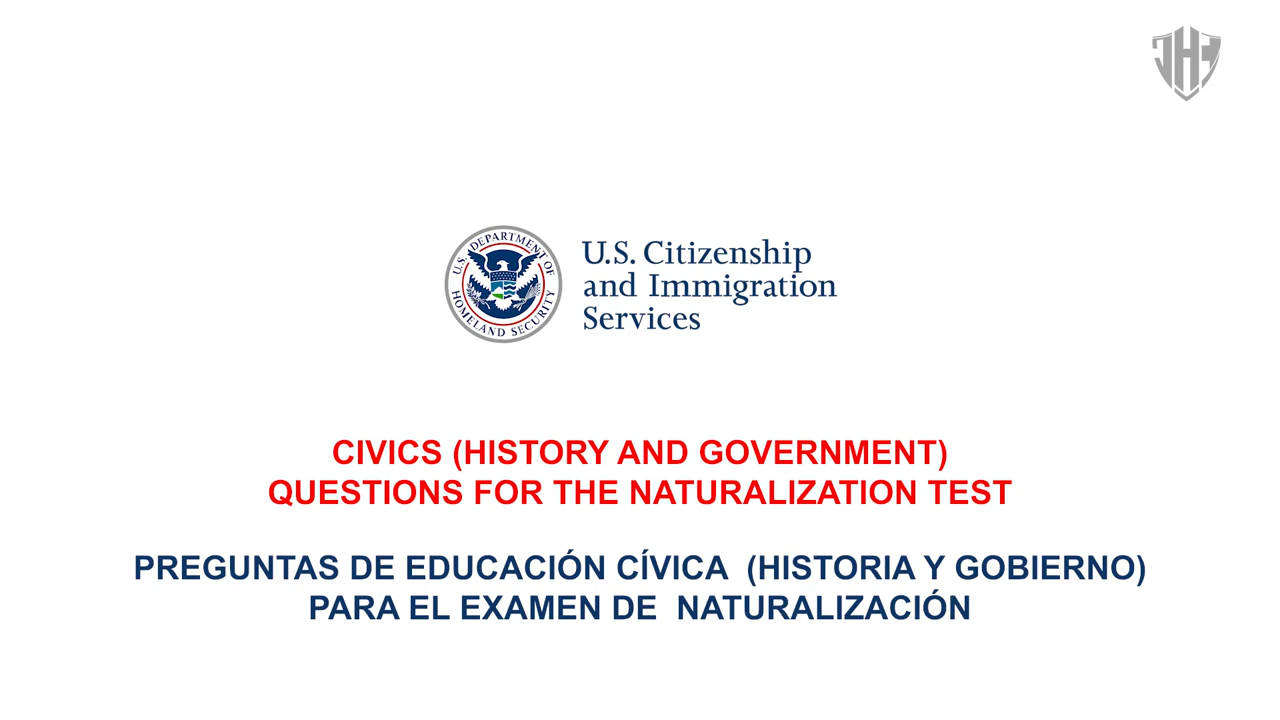 JHE
U.S. DEPARTMENT OF
HOMELAND SECURITY
U.S. Citizenship
and Immigration
Services
CIVICS (HISTORY AND GOVERNMENT)
QUESTIONS FOR THE NATURALIZATION TEST
PREGUNTAS DE EDUCACIÓN CÍVICA (HISTORIA Y GOBIERNO)
PARA EL EXAMEN DE NATURALIZACIÓN